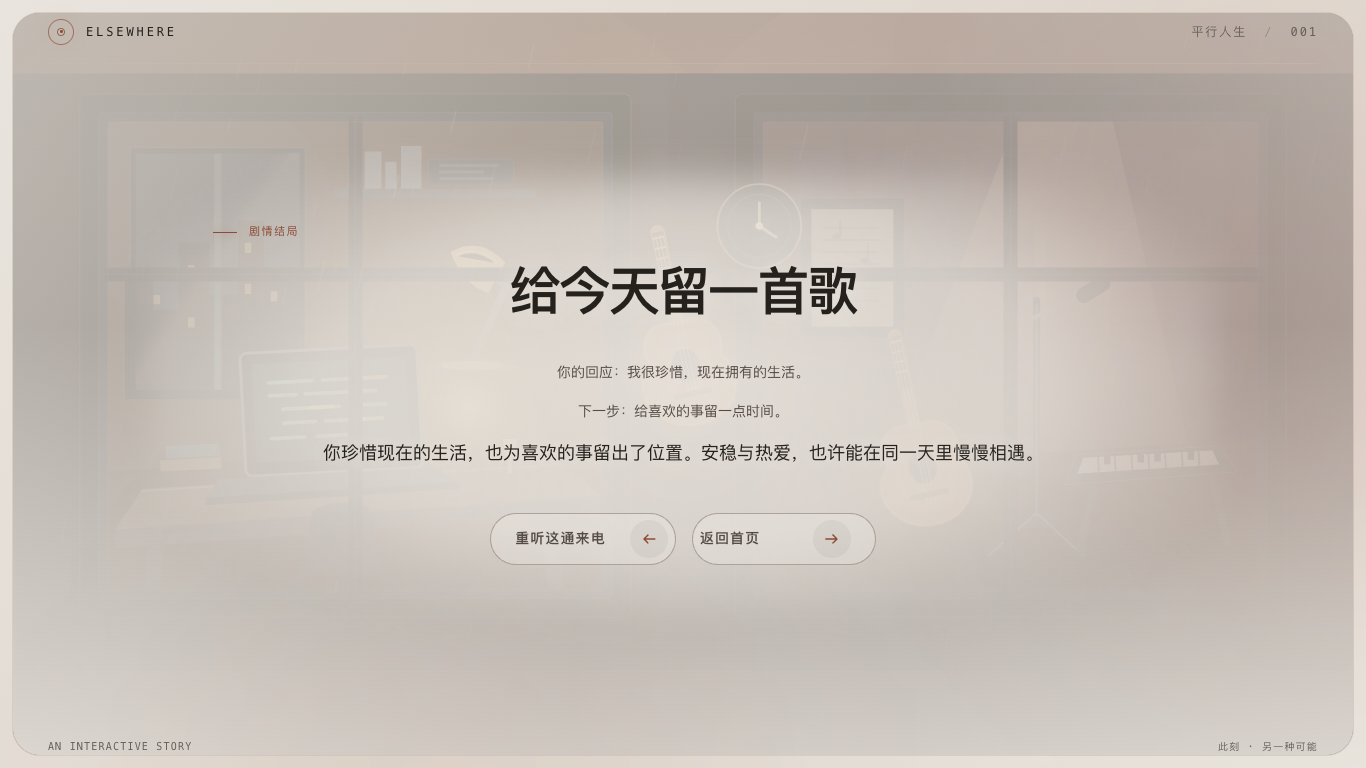 ELSEWHERE
平行人生 / 001
剧情结局
给今天留一首歌
你的回应：我很珍惜，现在拥有的生活。
下一步：给喜欢的事留一点时间。
你珍惜现在的生活，也为喜欢的事留出了位置。安稳与热爱，也许能在同一天里慢慢相遇。
重听这通来电 ←
返回首页 →
AN INTERACTIVE STORY
此刻 · 另一种可能